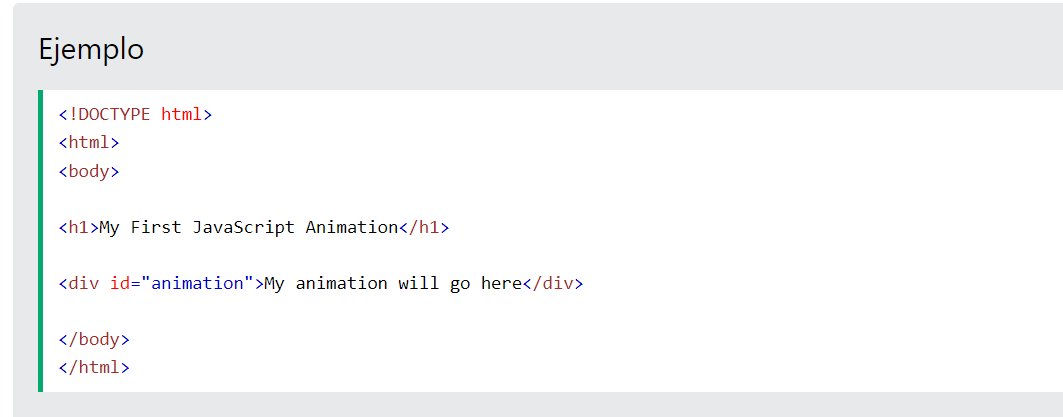 Ejemplo
<!DOCTYPE html>
<html>
<body>
<h1>My First JavaScript Animation</h1>
<div id="animation">My animation will go here</div>
</body>
</html>